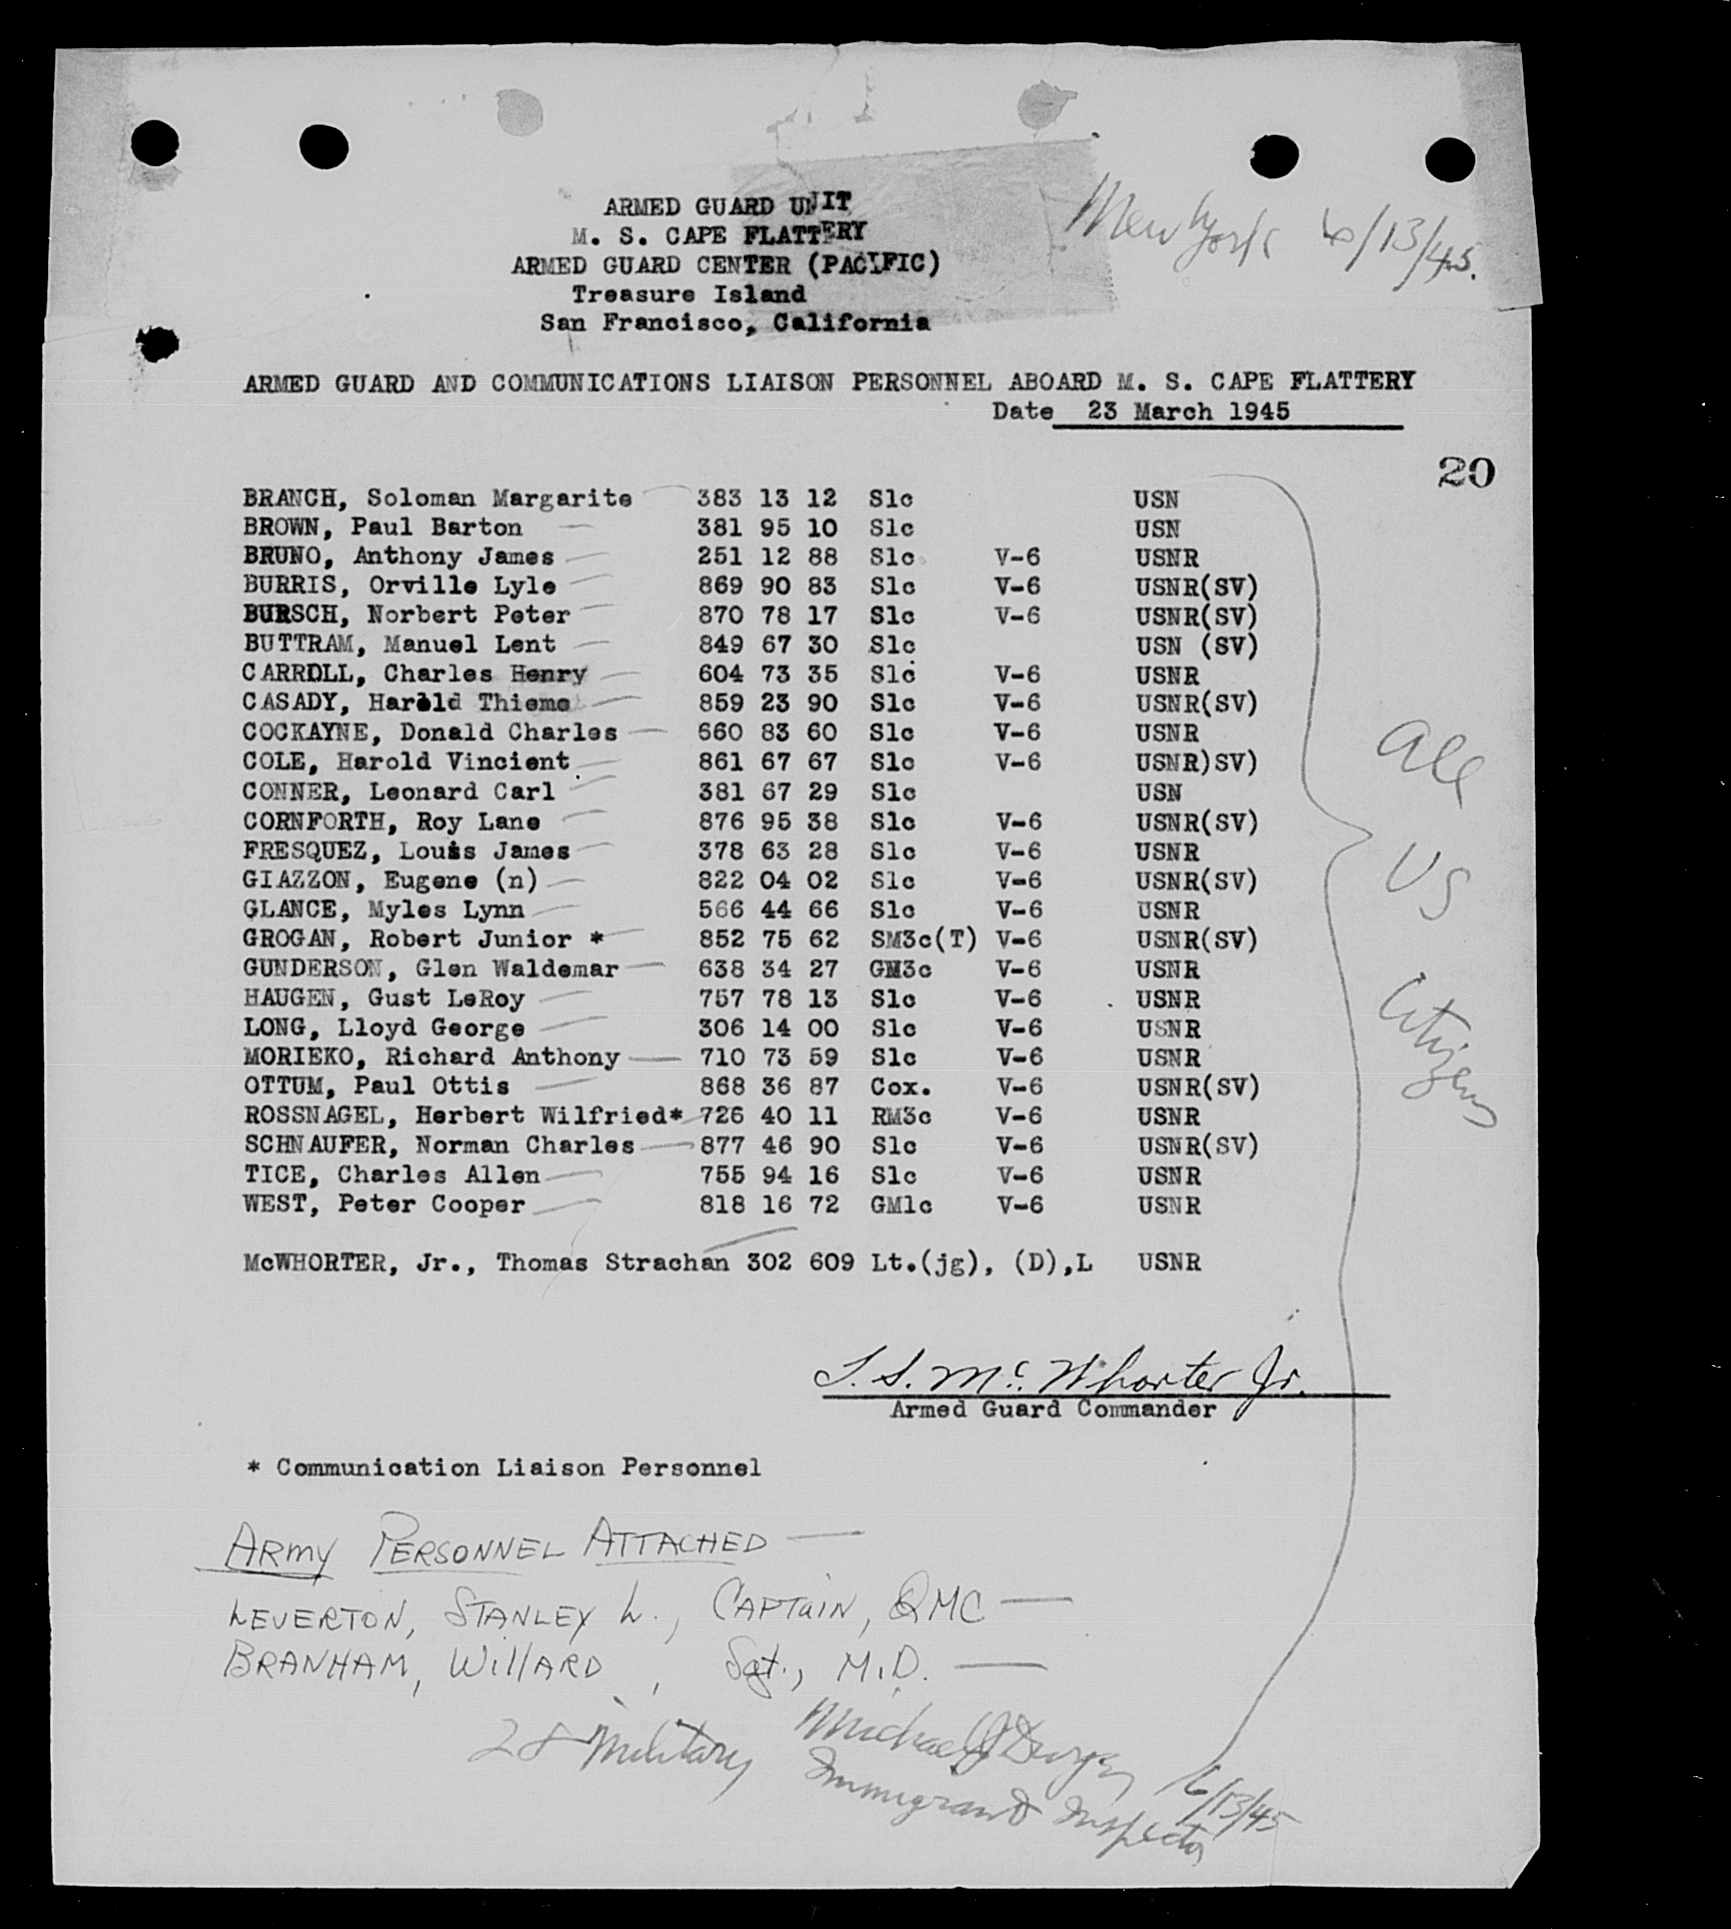 New York 6/13/45.
ARMED GUARD UNIT
M. S. CAPE FLATTERY
ARMED GUARD CENTER (PACIFIC)
Treasure Island
San Francisco, California
ARMED GUARD AND COMMUNICATIONS LIAISON PERSONNEL ABOARD M. S. CAPE FLATTERY
Date 23 March 1945
20
BRANCH, Soloman Margarite 383 13 12 S1c USN
BROWN, Paul Barton 381 95 10 S1c USN
BRUNO, Anthony James 251 12 88 S1c V-6 USNR
BURRIS, Orville Lyle 869 90 83 S1c V-6 USNR(SV)
BURSCH, Norbert Peter 870 78 17 S1c V-6 USNR(SV)
BUTTRAM, Manuel Lent 849 67 30 S1c USN (SV)
CARROLL, Charles Henry 604 73 35 S1c V-6 USNR
CASADY, Harold Thieme 859 23 90 S1c V-6 USNR(SV)
COCKAYNE, Donald Charles 660 83 60 S1c V-6 USNR
COLE, Harold Vincient 861 67 67 S1c V-6 USNR)SV)
CONNER, Leonard Carl 381 67 29 S1c USN
CORNFORTH, Roy Lane 876 95 38 S1c V-6 USNR(SV)
FRESQUEZ, Louis James 378 63 28 S1c V-6 USNR
GIAZZON, Eugene (n) 822 04 02 S1c V-6 USNR(SV)
GLANCE, Myles Lynn 566 44 66 S1c V-6 USNR
GROGAN, Robert Junior * 852 75 62 SM3c(T) V-6 USNR(SV)
GUNDERSON, Glen Waldemar 638 34 27 GM3c V-6 USNR
HAUGEN, Gust LeRoy 757 78 13 S1c V-6 USNR
LONG, Lloyd George 306 14 00 S1c V-6 USNR
MORIEKO, Richard Anthony 710 73 59 S1c V-6 USNR
OTTUM, Paul Ottis 868 36 87 Cox. V-6 USNR(SV)
ROSSNAGEL, Herbert Wilfried* 726 40 11 RM3c V-6 USNR
SCHNAUFER, Norman Charles 877 46 90 S1c V-6 USNR(SV)
TICE, Charles Allen 755 94 16 S1c V-6 USNR
WEST, Peter Cooper 818 16 72 GM1c V-6 USNR
McWHORTER, Jr., Thomas Strachan 302 609 Lt.(jg), (D),L USNR
all
US
Citizens
T. S. McWhorter Jr.
Armed Guard Commander
* Communication Liaison Personnel
ARMY PERSONNEL ATTACHED —
LEVERTON, STANLEY L., CAPTAIN, QMC —
BRANHAM, WILLARD , Sgt., M.D. —
28 Military
Michael J
Immigrant Inspector
6/13/45